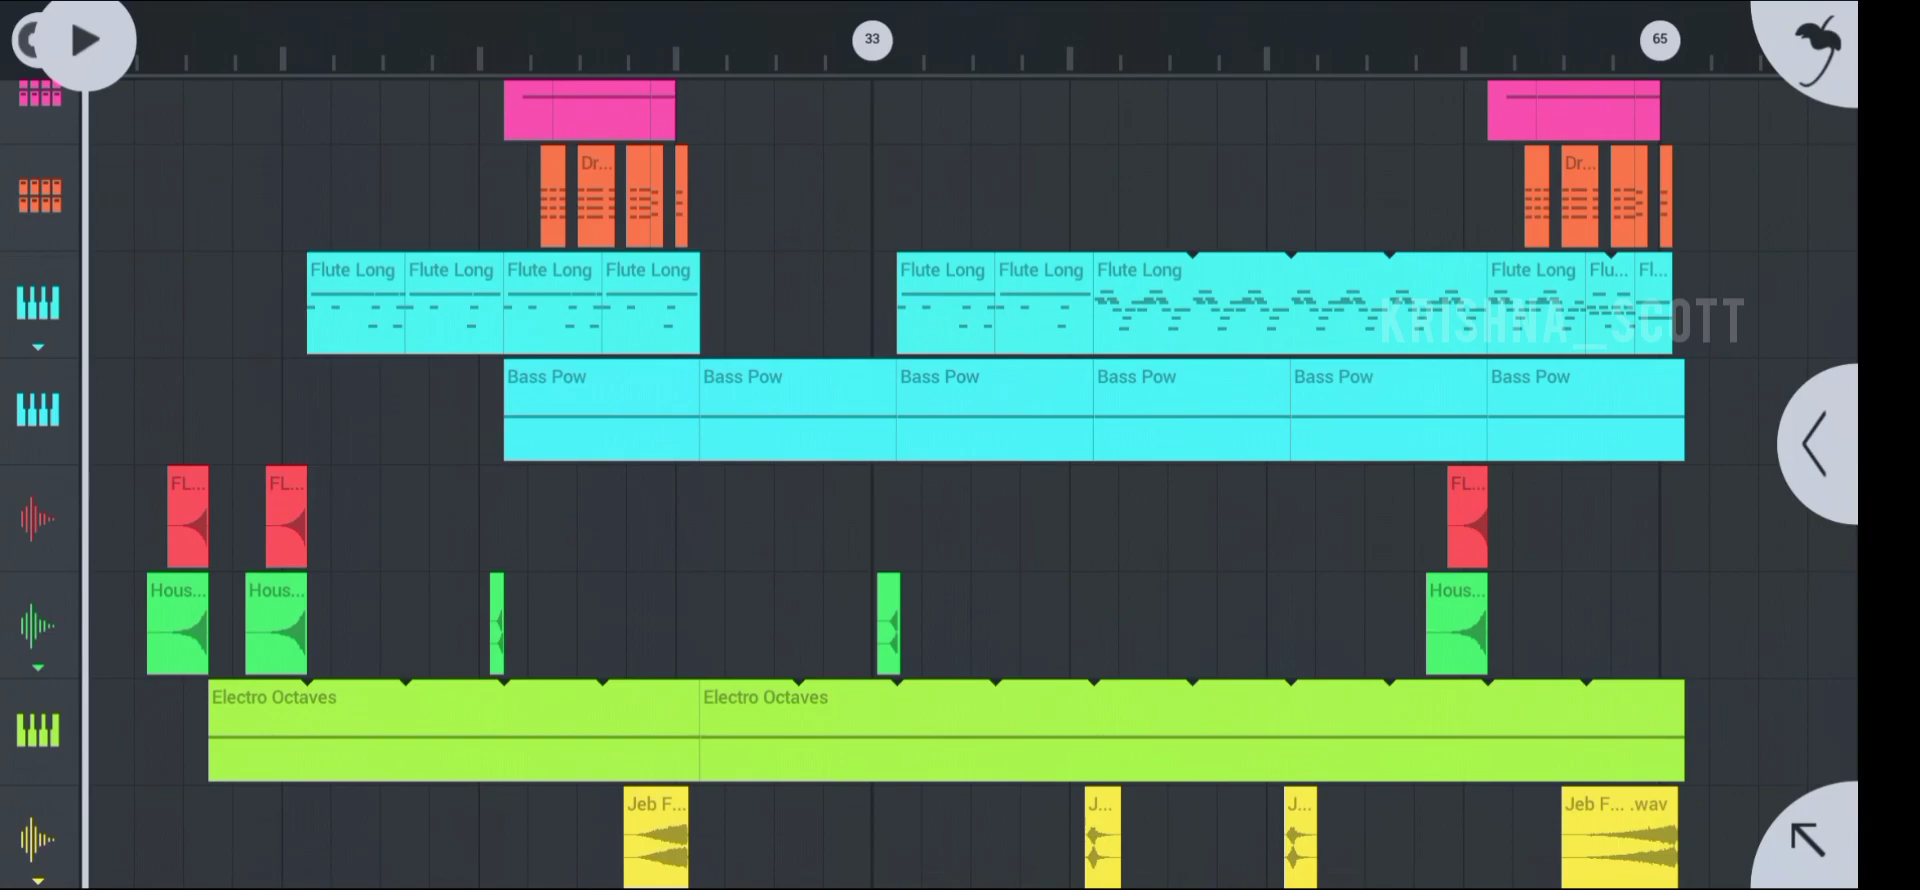 33
65
Dr...
Dr...
Flute Long
Flute Long
Flute Long
Flute Long
Flute Long
Flute Long
Flute Long
Flute Long
Flu...
Fl...
KRISHNA_SCOTT
Bass Pow
Bass Pow
Bass Pow
Bass Pow
Bass Pow
Bass Pow
FL...
FL...
FL...
Hous...
Hous...
Hous...
Electro Octaves
Electro Octaves
Jeb F...
J...
J...
Jeb F... .wav